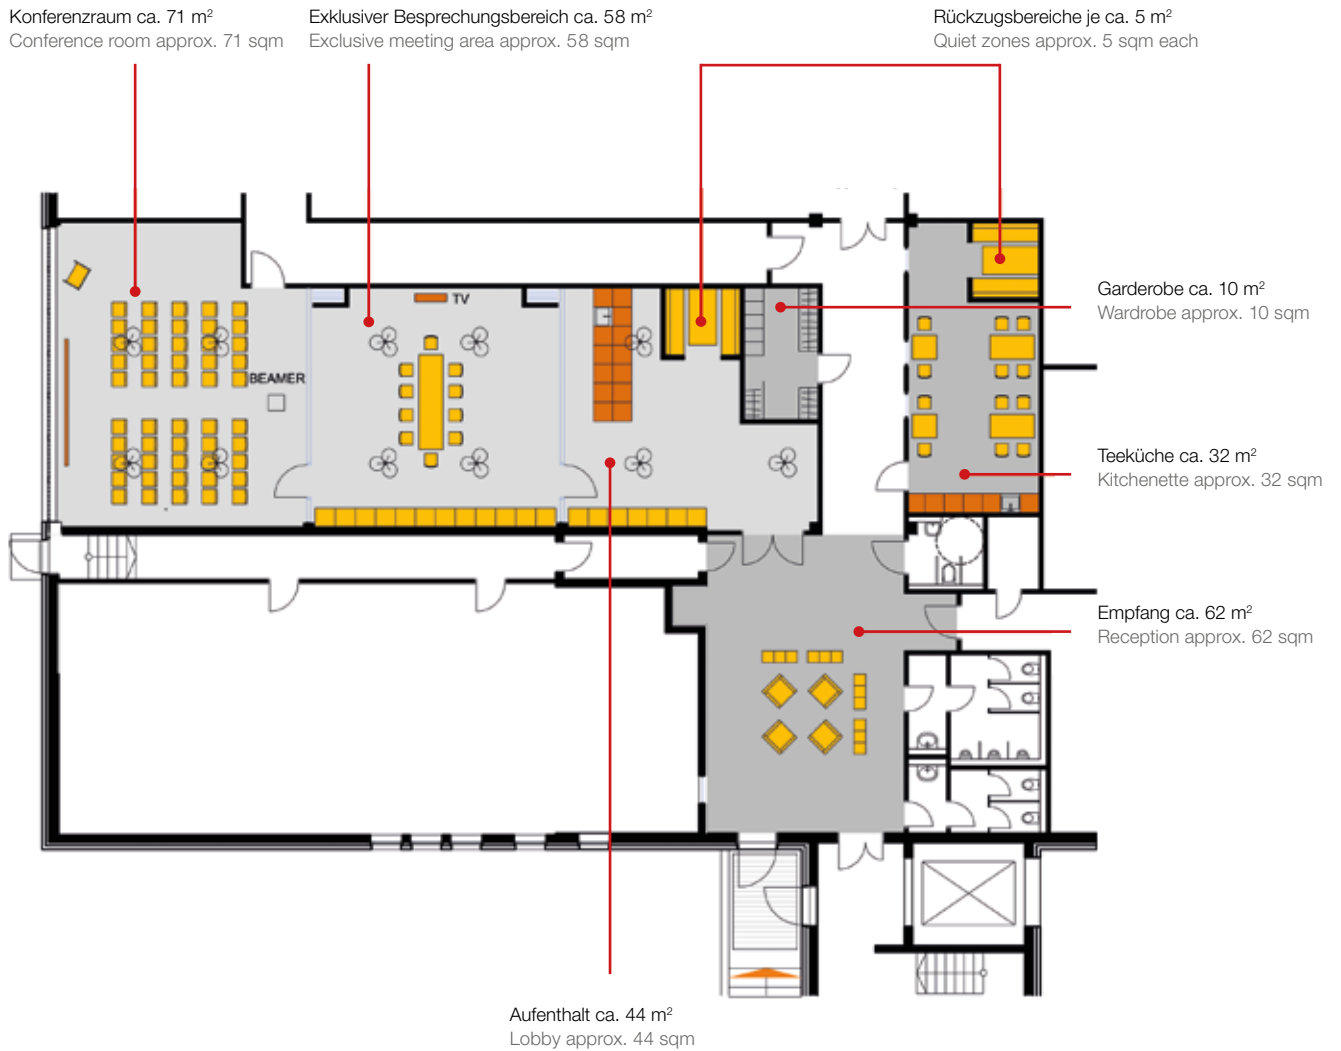 Konferenzraum ca. 71 m²
Conference room approx. 71 sqm
Exklusiver Besprechungsbereich ca. 58 m²
Exclusive meeting area approx. 58 sqm
Rückzugsbereiche je ca. 5 m²
Quiet zones approx. 5 sqm each
Garderobe ca. 10 m²
Wardrobe approx. 10 sqm
TV
BEAMER
Teeküche ca. 32 m²
Kitchenette approx. 32 sqm
Empfang ca. 62 m²
Reception approx. 62 sqm
Aufenthalt ca. 44 m²
Lobby approx. 44 sqm